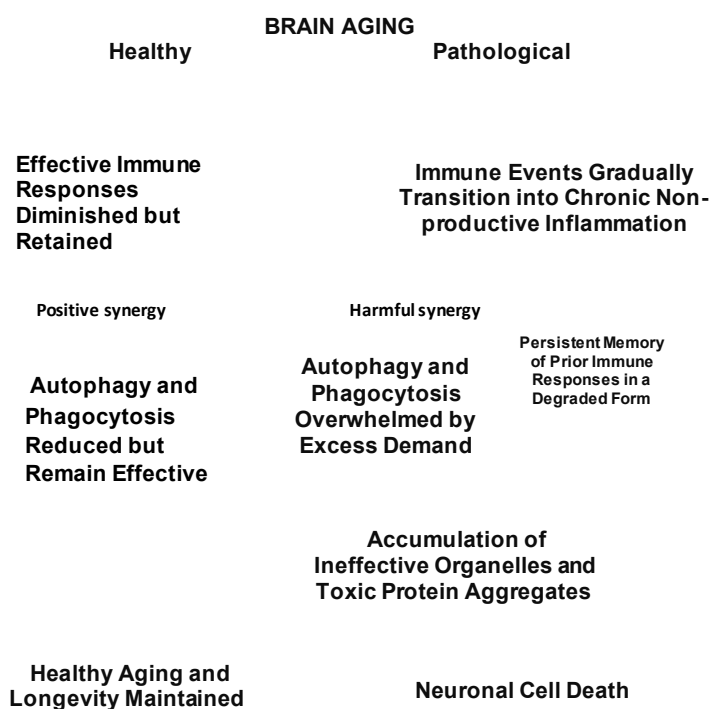 BRAIN AGING
Healthy
Pathological
Effective Immune
Responses
Diminished but
Retained
Immune Events Gradually
Transition into Chronic Non-
productive Inflammation
Positive synergy
Harmful synergy
Autophagy and
Phagocytosis
Reduced but
Remain Effective
Autophagy and
Phagocytosis
Overwhelmed by
Excess Demand
Persistent Memory
of Prior Immune
Responses in a
Degraded Form
Accumulation of
Ineffective Organelles and
Toxic Protein Aggregates
Healthy Aging and
Longevity Maintained
Neuronal Cell Death